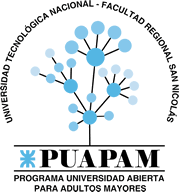 UNIVERSIDAD TECNOLÓGICA NACIONAL - FACULTAD REGIONAL SAN NICOLÁS
PUAPAM
PROGRAMA UNIVERSIDAD ABIERTA
PARA ADULTOS MAYORES